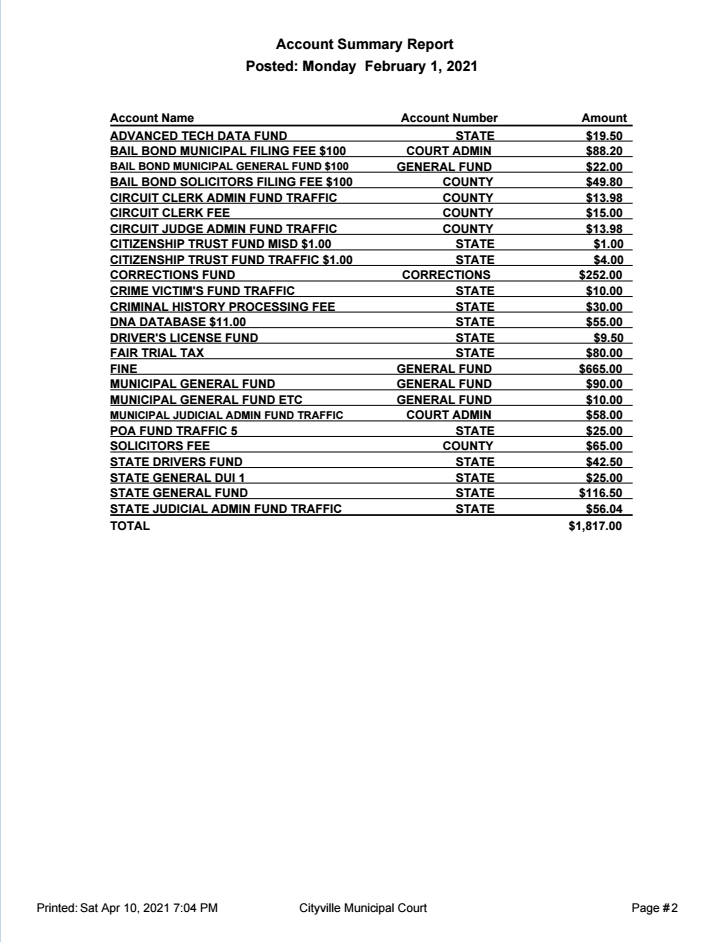 Account Summary Report
Posted: Monday February 1, 2021
Account Name Account Number Amount
ADVANCED TECH DATA FUND STATE $19.50
BAIL BOND MUNICIPAL FILING FEE $100 COURT ADMIN $88.20
BAIL BOND MUNICIPAL GENERAL FUND $100 GENERAL FUND $22.00
BAIL BOND SOLICITORS FILING FEE $100 COUNTY $49.80
CIRCUIT CLERK ADMIN FUND TRAFFIC COUNTY $13.98
CIRCUIT CLERK FEE COUNTY $15.00
CIRCUIT JUDGE ADMIN FUND TRAFFIC COUNTY $13.98
CITIZENSHIP TRUST FUND MISD $1.00 STATE $1.00
CITIZENSHIP TRUST FUND TRAFFIC $1.00 STATE $4.00
CORRECTIONS FUND CORRECTIONS $252.00
CRIME VICTIM'S FUND TRAFFIC STATE $10.00
CRIMINAL HISTORY PROCESSING FEE STATE $30.00
DNA DATABASE $11.00 STATE $55.00
DRIVER'S LICENSE FUND STATE $9.50
FAIR TRIAL TAX STATE $80.00
FINE GENERAL FUND $665.00
MUNICIPAL GENERAL FUND GENERAL FUND $90.00
MUNICIPAL GENERAL FUND ETC GENERAL FUND $10.00
MUNICIPAL JUDICIAL ADMIN FUND TRAFFIC COURT ADMIN $58.00
POA FUND TRAFFIC 5 STATE $25.00
SOLICITORS FEE COUNTY $65.00
STATE DRIVERS FUND STATE $42.50
STATE GENERAL DUI 1 STATE $25.00
STATE GENERAL FUND STATE $116.50
STATE JUDICIAL ADMIN FUND TRAFFIC STATE $56.04
TOTAL $1,817.00
Printed: Sat Apr 10, 2021 7:04 PM Cityville Municipal Court Page #2